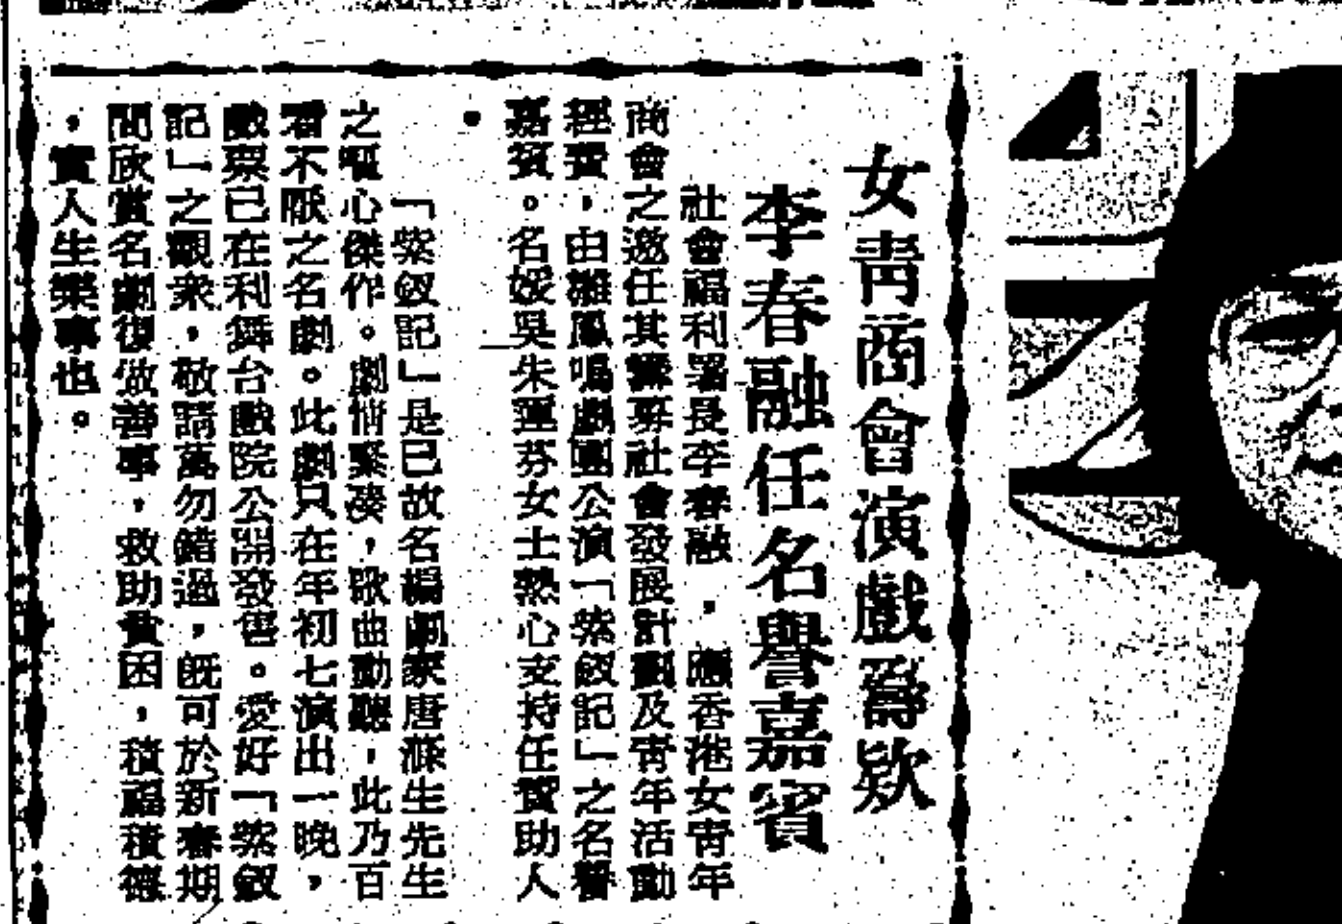 女青商會演戲籌欵
李春融任名譽嘉賓
社會福利署長李春融，應香港女青年
商會之邀任其籌募社會發展計劃及青年活動
經費，由雛鳳鳴劇團公演「紫釵記」之名譽
嘉賓。名媛吳朱蓮芬女士熱心支持任贊助人
。
「紫釵記」是已故名編劇家唐滌生先生
之嘔心傑作。劇情緊湊，歌曲動聽，此乃百
看不厭之名劇。此劇只在年初七演出一晚，
戲票已在利舞台戲院公開發售。愛好「紫釵
記」之觀衆，敬請萬勿錯過，旣可於新春期
間欣賞名劇復做善事，救助貧困，積福積德
，實人生樂事也。